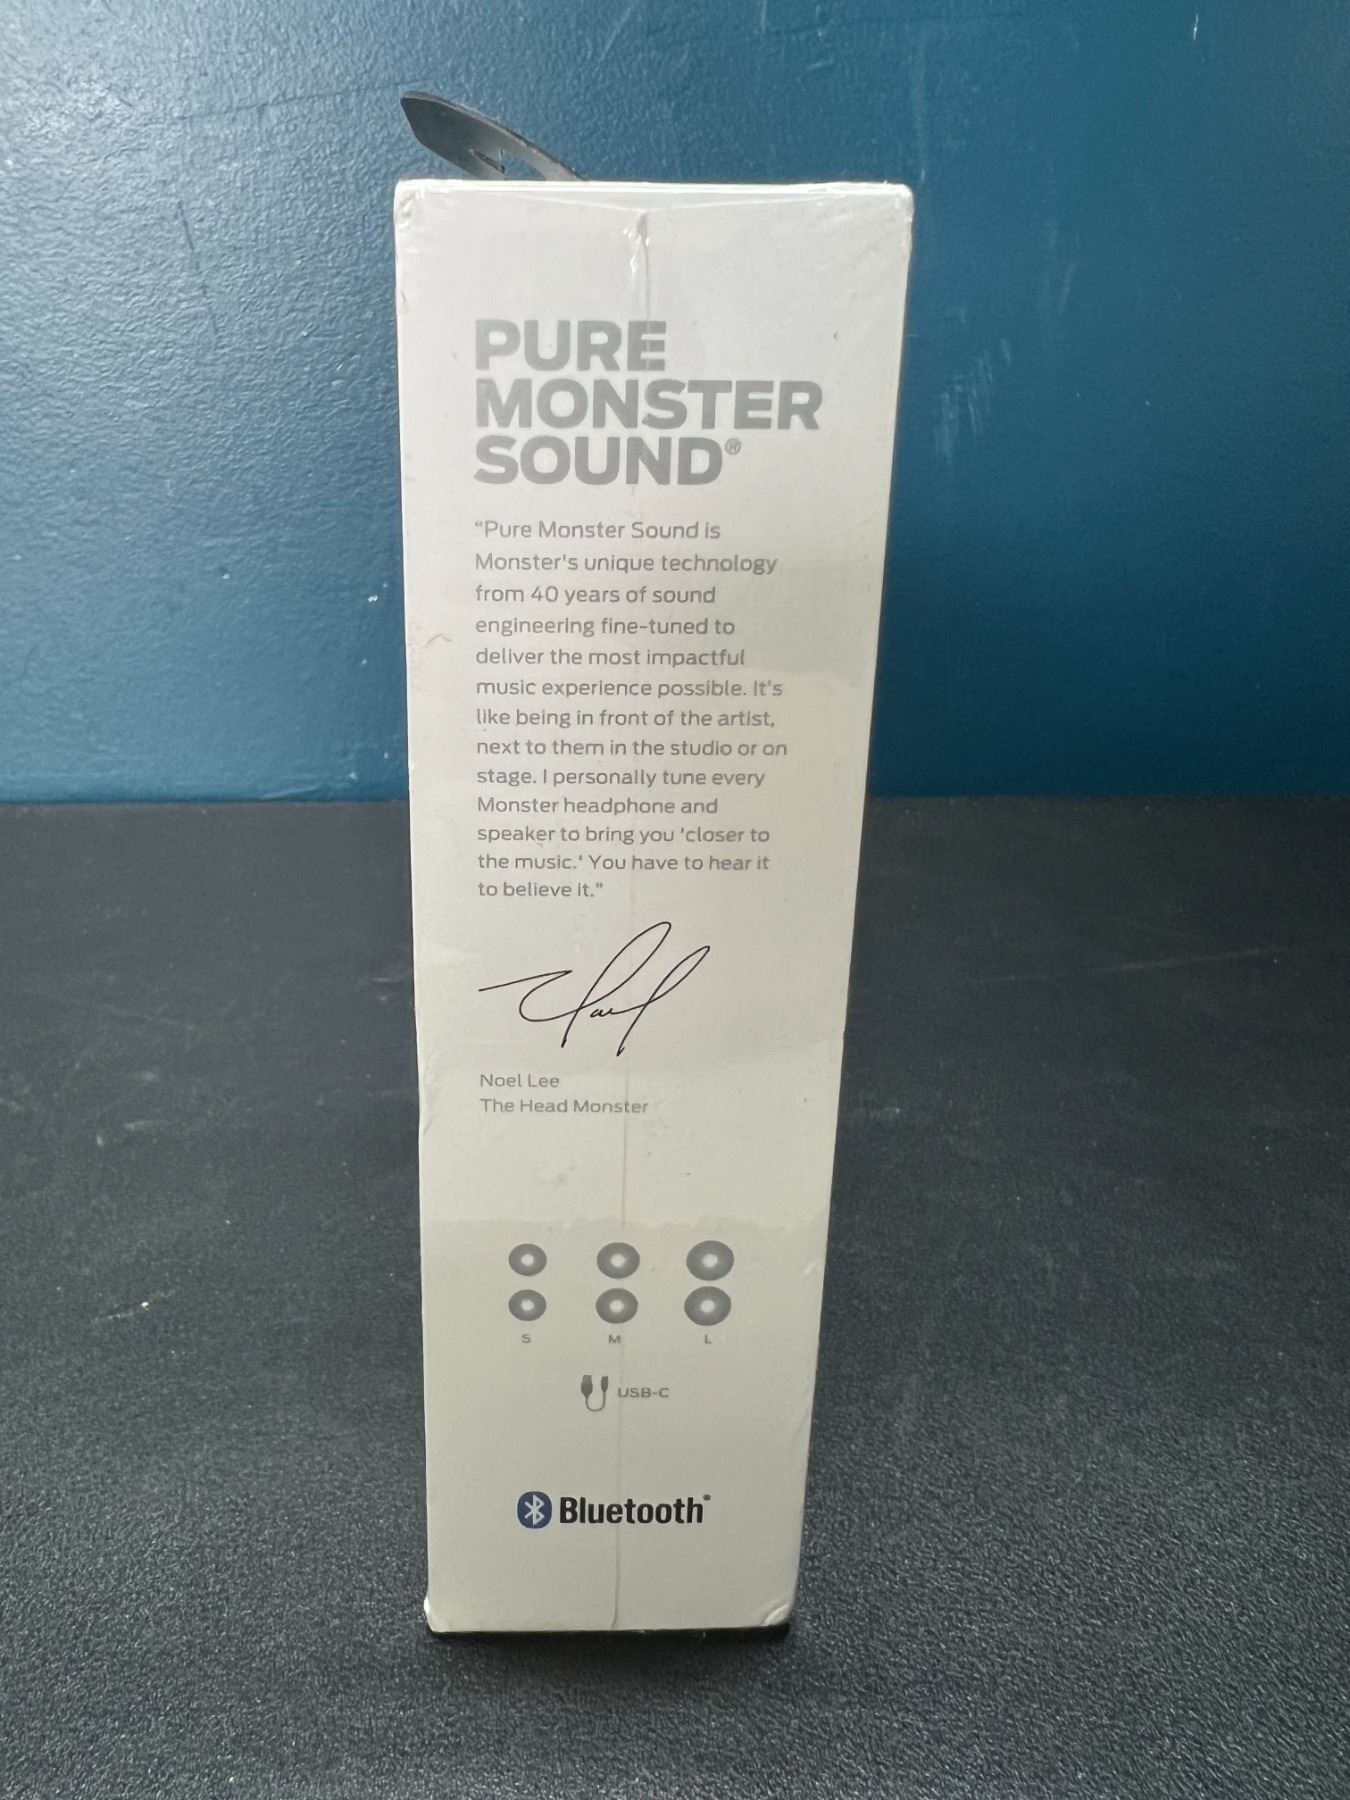 PURE
MONSTER
SOUND®
“Pure Monster Sound is
Monster's unique technology
from 40 years of sound
engineering fine-tuned to
deliver the most impactful
music experience possible. It's
like being in front of the artist,
next to them in the studio or on
stage. I personally tune every
Monster headphone and
speaker to bring you 'closer to
the music.‘ You have to hear it
to believe it.”
Noel
Noel Lee
The Head Monster
S M L
USB-C
Bluetooth®